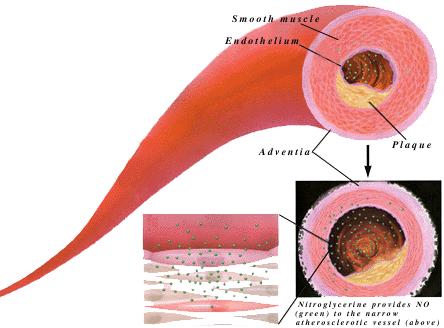 Smooth muscle
Endothelium
Adventia
Plaque
Nitroglycerine provides NO
(green) to the narrow
atherosclerotic vessel (above)